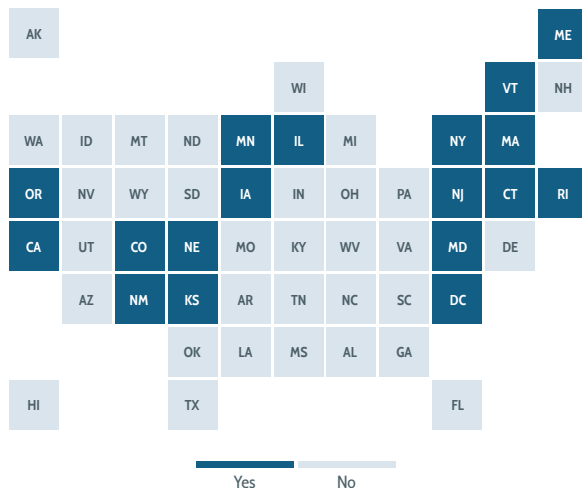 AK ME
WI VT NH
WA ID MT ND MN IL MI NY MA
OR NV WY SD IA IN OH PA NJ CT RI
CA UT CO NE MO KY WV VA MD DE
AZ NM KS AR TN NC SC DC
OK LA MS AL GA
HI TX FL
Yes No